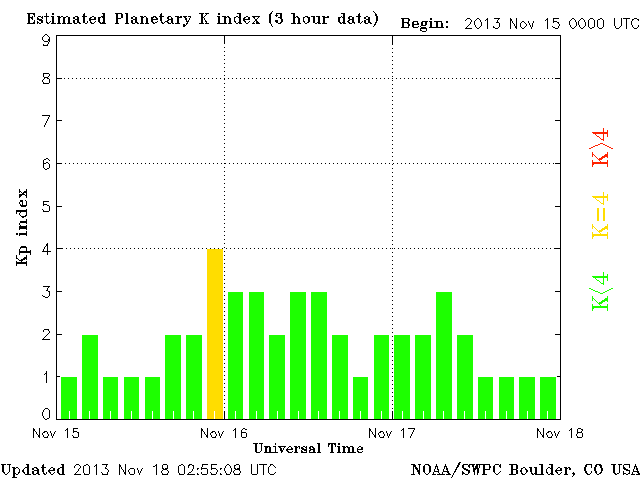 Estimated Planetary K index (3 hour data) Begin: 2013 Nov 15 0000 UTC
9
8
7
6
5
4
3
2
1
0
Kp index
K>4
K=4
K<4
Nov 15 Nov 16 Nov 17 Nov 18
Universal Time
Updated 2013 Nov 18 02:55:08 UTC NOAA/SWPC Boulder, CO USA